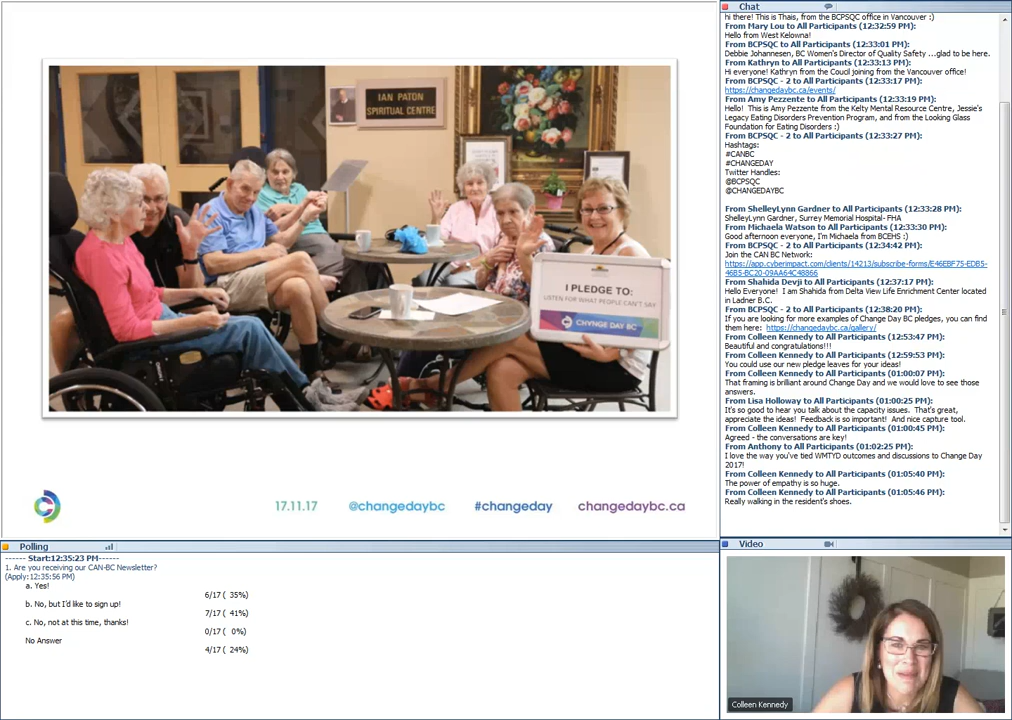 IAN PATON
SPIRITUAL CENTRE
I PLEDGE TO:
LISTEN FOR WHAT PEOPLE CAN'T SAY
CHANGE DAY BC
17.11.17
@changedaybc
#changeday
changedaybc.ca
Polling
------ Start:12:35:23 PM------
1. Are you receiving our CAN-BC Newsletter?
(Apply:12:35:56 PM)
a. Yes!
6/17 ( 35%)
b. No, but I'd like to sign up!
7/17 ( 41%)
c. No, not at this time, thanks!
0/17 ( 0%)
No Answer
4/17 ( 24%)
Chat
hi there! This is Thais, from the BCPSQC office in Vancouver :)
From Mary Lou to All Participants (12:32:59 PM):
Hello from West Kelowna!
From BCPSQC to All Participants (12:33:01 PM):
Debbie Johannesen, BC Women's Director of Quality Safety ...glad to be here.
From Kathryn to All Participants (12:33:13 PM):
Hi everyone! Kathryn from the Coucil joining from the Vancouver office!
From BCPSQC - 2 to All Participants (12:33:17 PM):
https://changedaybc.ca/events/
From Amy Pezzente to All Participants (12:33:19 PM):
Hello! This is Amy Pezzente from the Kelty Mental Resource Centre, Jessie's
Legacy Eating Disorders Prevention Program, and from the Looking Glass
Foundation for Eating Disorders :)
From BCPSQC - 2 to All Participants (12:33:27 PM):
Hashtags:
#CANBC
#CHANGEDAY
Twitter Handles:
@BCPSQC
@CHANGEDAYBC
From ShelleyLynn Gardner to All Participants (12:33:28 PM):
ShelleyLynn Gardner, Surrey Memorial Hospital- FHA
From Michaela Watson to All Participants (12:33:30 PM):
Good afternoon everyone, I'm Michaela from BCEHS :)
From BCPSQC - 2 to All Participants (12:34:42 PM):
Join the CAN BC Network:
https://app.cyberimpact.com/clients/14213/subscribe-forms/E46EBF75-EDB5-
46B5-BC20-09AA64C48866
From Shahida Devji to All Participants (12:37:17 PM):
Hello Everyone! I am Shahida from Delta View Life Enrichment Center located
in Ladner B.C.
From BCPSQC - 2 to All Participants (12:38:20 PM):
If you are looking for more examples of Change Day BC pledges, you can find
them here: https://changedaybc.ca/gallery/
From Colleen Kennedy to All Participants (12:53:47 PM):
Beautiful and congratulations!!!
From Colleen Kennedy to All Participants (12:59:53 PM):
You could use our new pledge leaves for your ideas!
From Colleen Kennedy to All Participants (01:00:07 PM):
That framing is brilliant around Change Day and we would love to see those
answers.
From Lisa Holloway to All Participants (01:00:25 PM):
It's so good to hear you talk about the capacity issues. That's great,
appreciate the ideas! Feedback is so important! And nice capture tool.
From Colleen Kennedy to All Participants (01:00:45 PM):
Agreed - the conversations are key!
From Anthony to All Participants (01:02:25 PM):
I love the way you've tied WMTYD outcomes and discussions to Change Day
2017!
From Colleen Kennedy to All Participants (01:05:40 PM):
The power of empathy is so huge.
From Colleen Kennedy to All Participants (01:05:46 PM):
Really walking in the resident's shoes.
Video
Colleen Kennedy